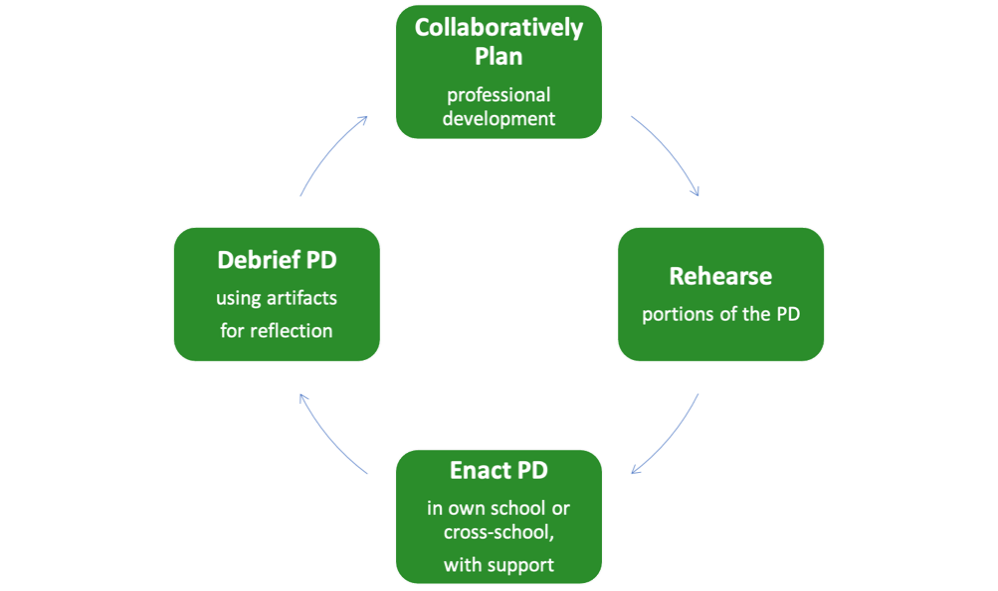 Collaboratively
Plan
professional
development
Rehearse
portions of the PD
Enact PD
in own school or
cross-school,
with support
Debrief PD
using artifacts
for reflection